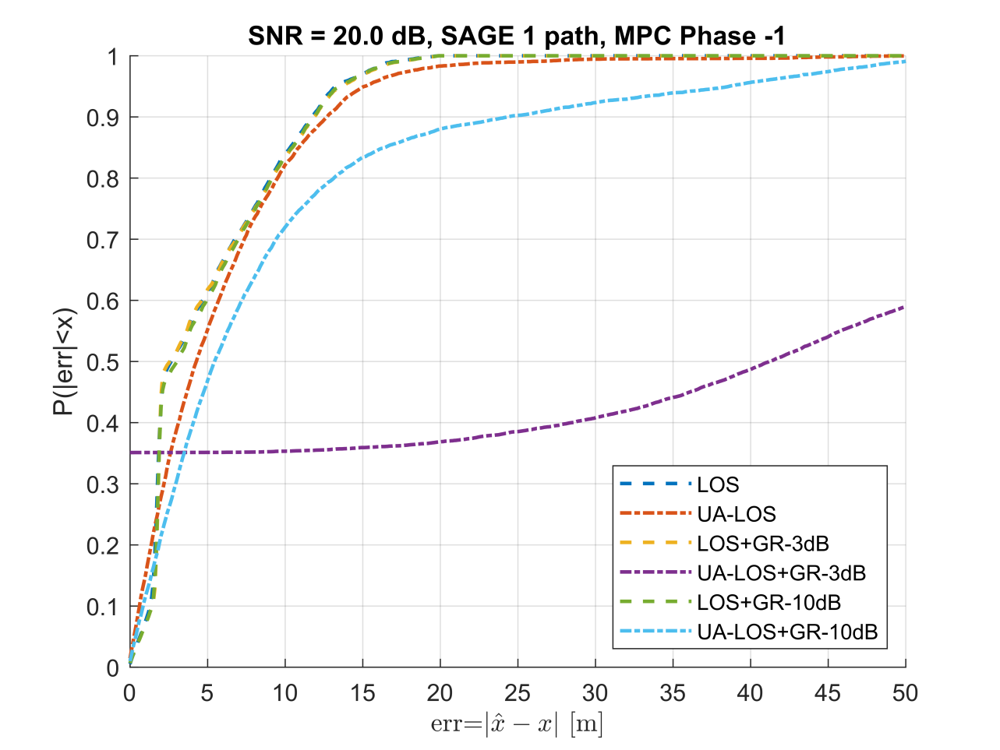 SNR = 20.0 dB, SAGE 1 path, MPC Phase -1
P(|err|<x)
1
0.9
0.8
0.7
0.6
0.5
0.4
0.3
0.2
0.1
0
LOS
UA-LOS
LOS+GR-3dB
UA-LOS+GR-3dB
LOS+GR-10dB
UA-LOS+GR-10dB
0 5 10 15 20 25 30 35 40 45 50
err=|x̂ − x| [m]